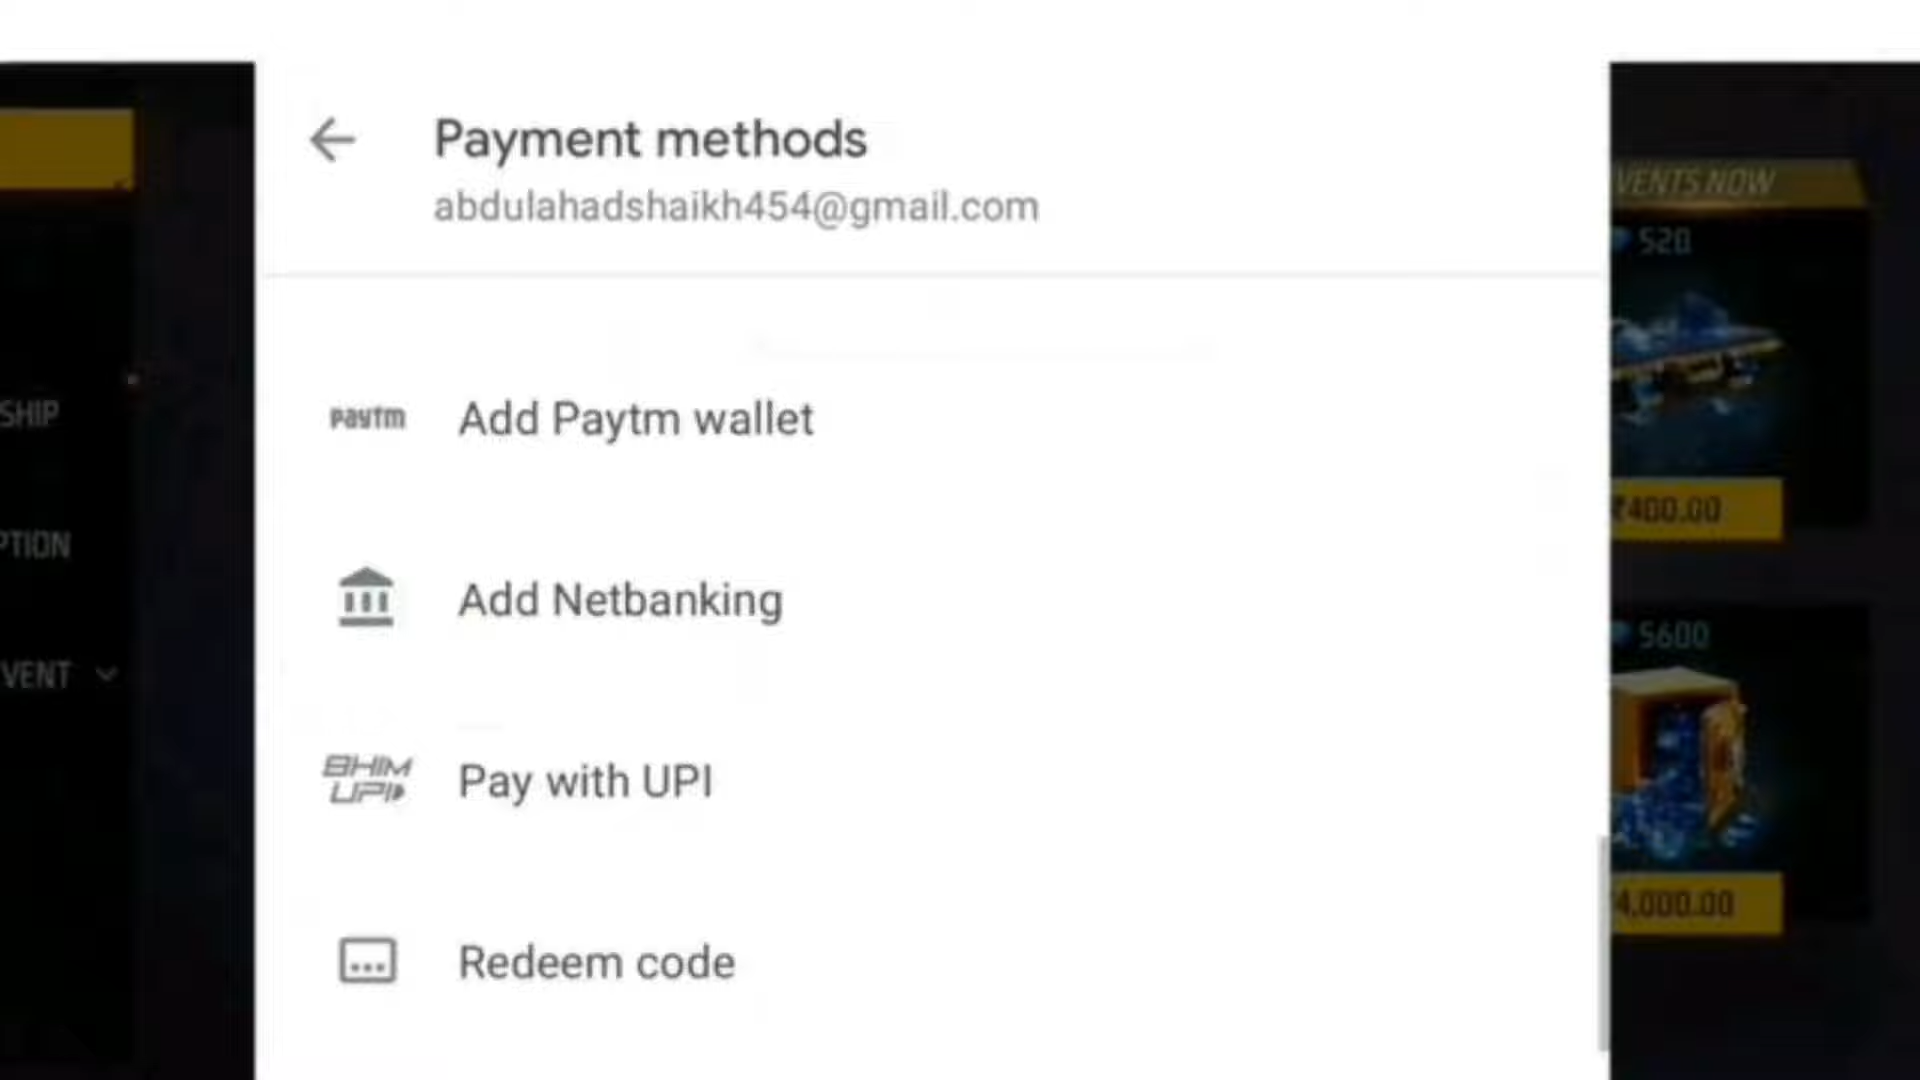 Payment methods
abdulahadshaikh454@gmail.com
VENTS NOW
520
SHIP
Paytm Add Paytm wallet
₹400.00
PTION
Add Netbanking
5600
VENT
BHIM
UPI
Pay with UPI
4,000.00
Redeem code